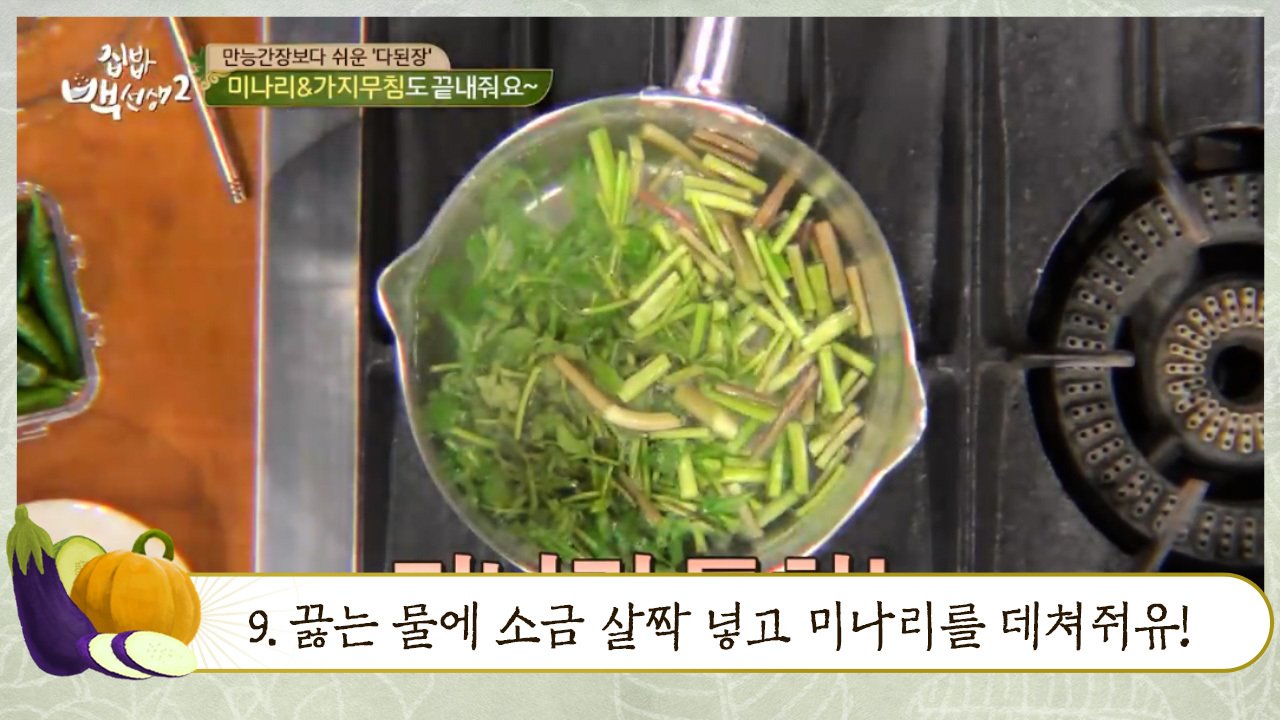 집밥
백선생2
만능간장보다 쉬운 '다된장'
미나리&가지무침도 끝내줘요~
9. 끓는 물에 소금 살짝 넣고 미나리를 데쳐줘유!